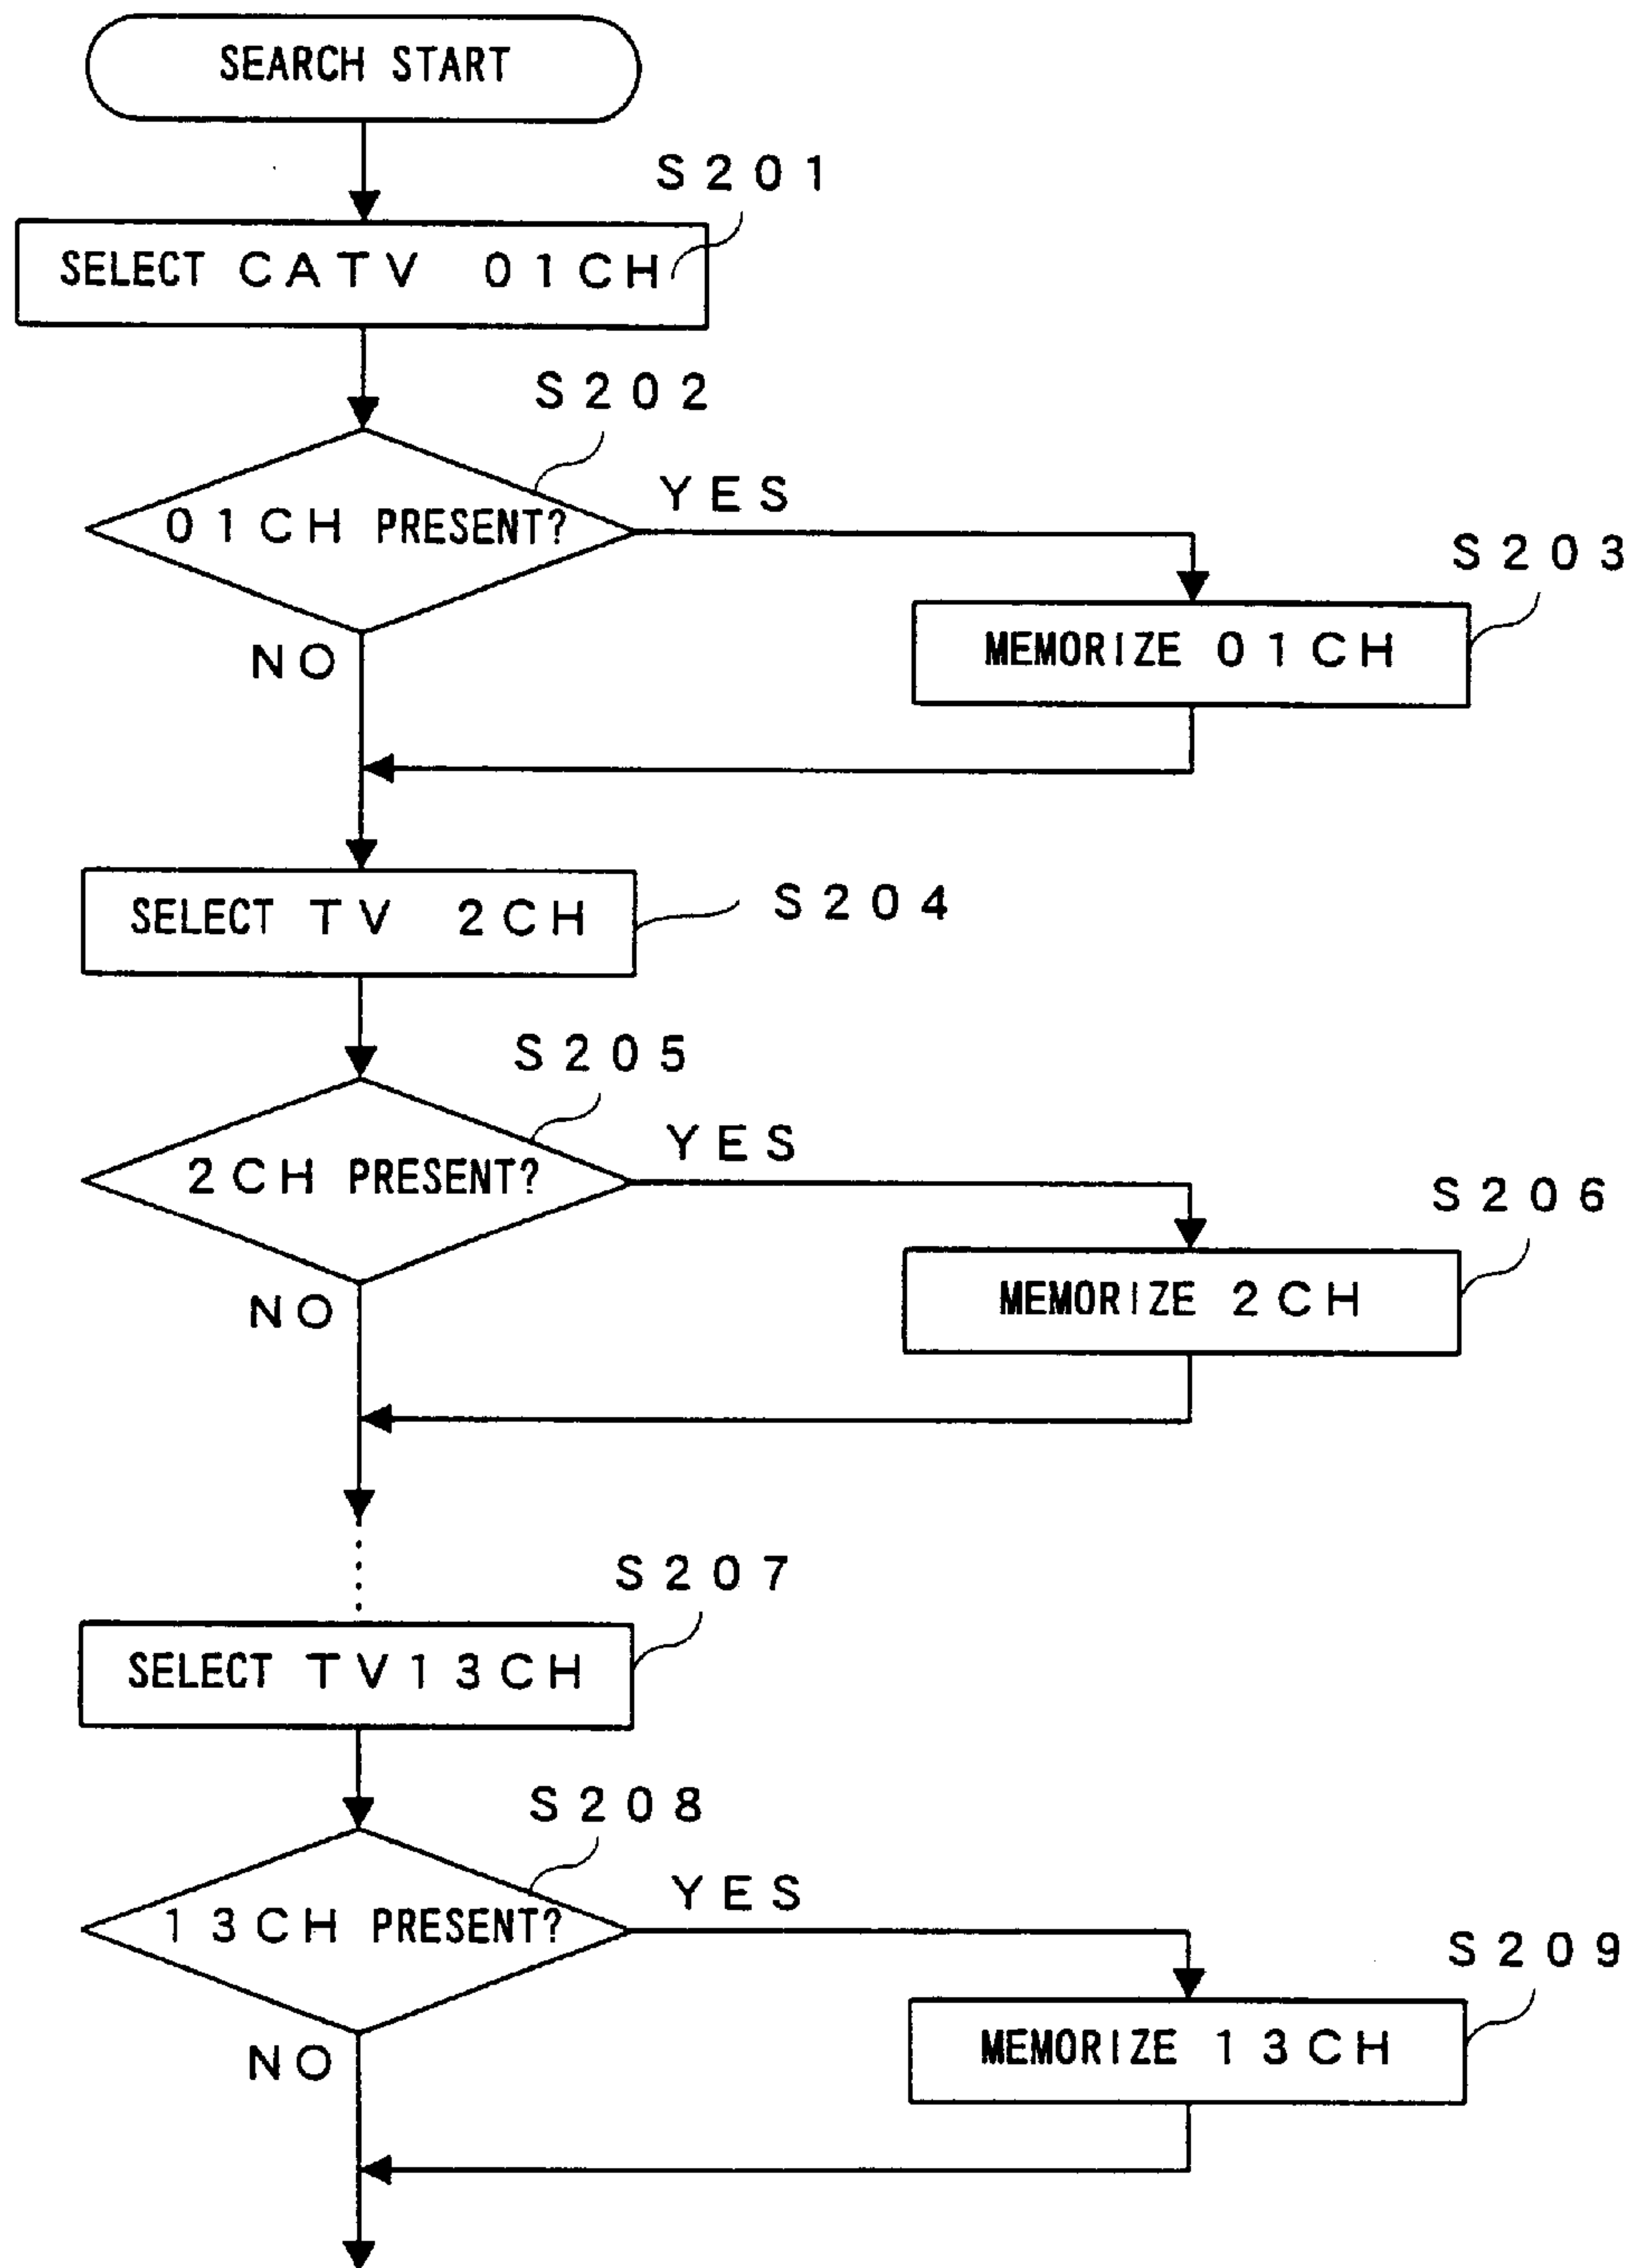 SEARCH START
S201
SELECT CATV 01CH
S202
01CH PRESENT?
YES
S203
MEMORIZE 01CH
NO
SELECT TV 2CH
S204
S205
2CH PRESENT?
YES
S206
MEMORIZE 2CH
NO
S207
SELECT TV13CH
S208
13CH PRESENT?
YES
S209
MEMORIZE 13CH
NO